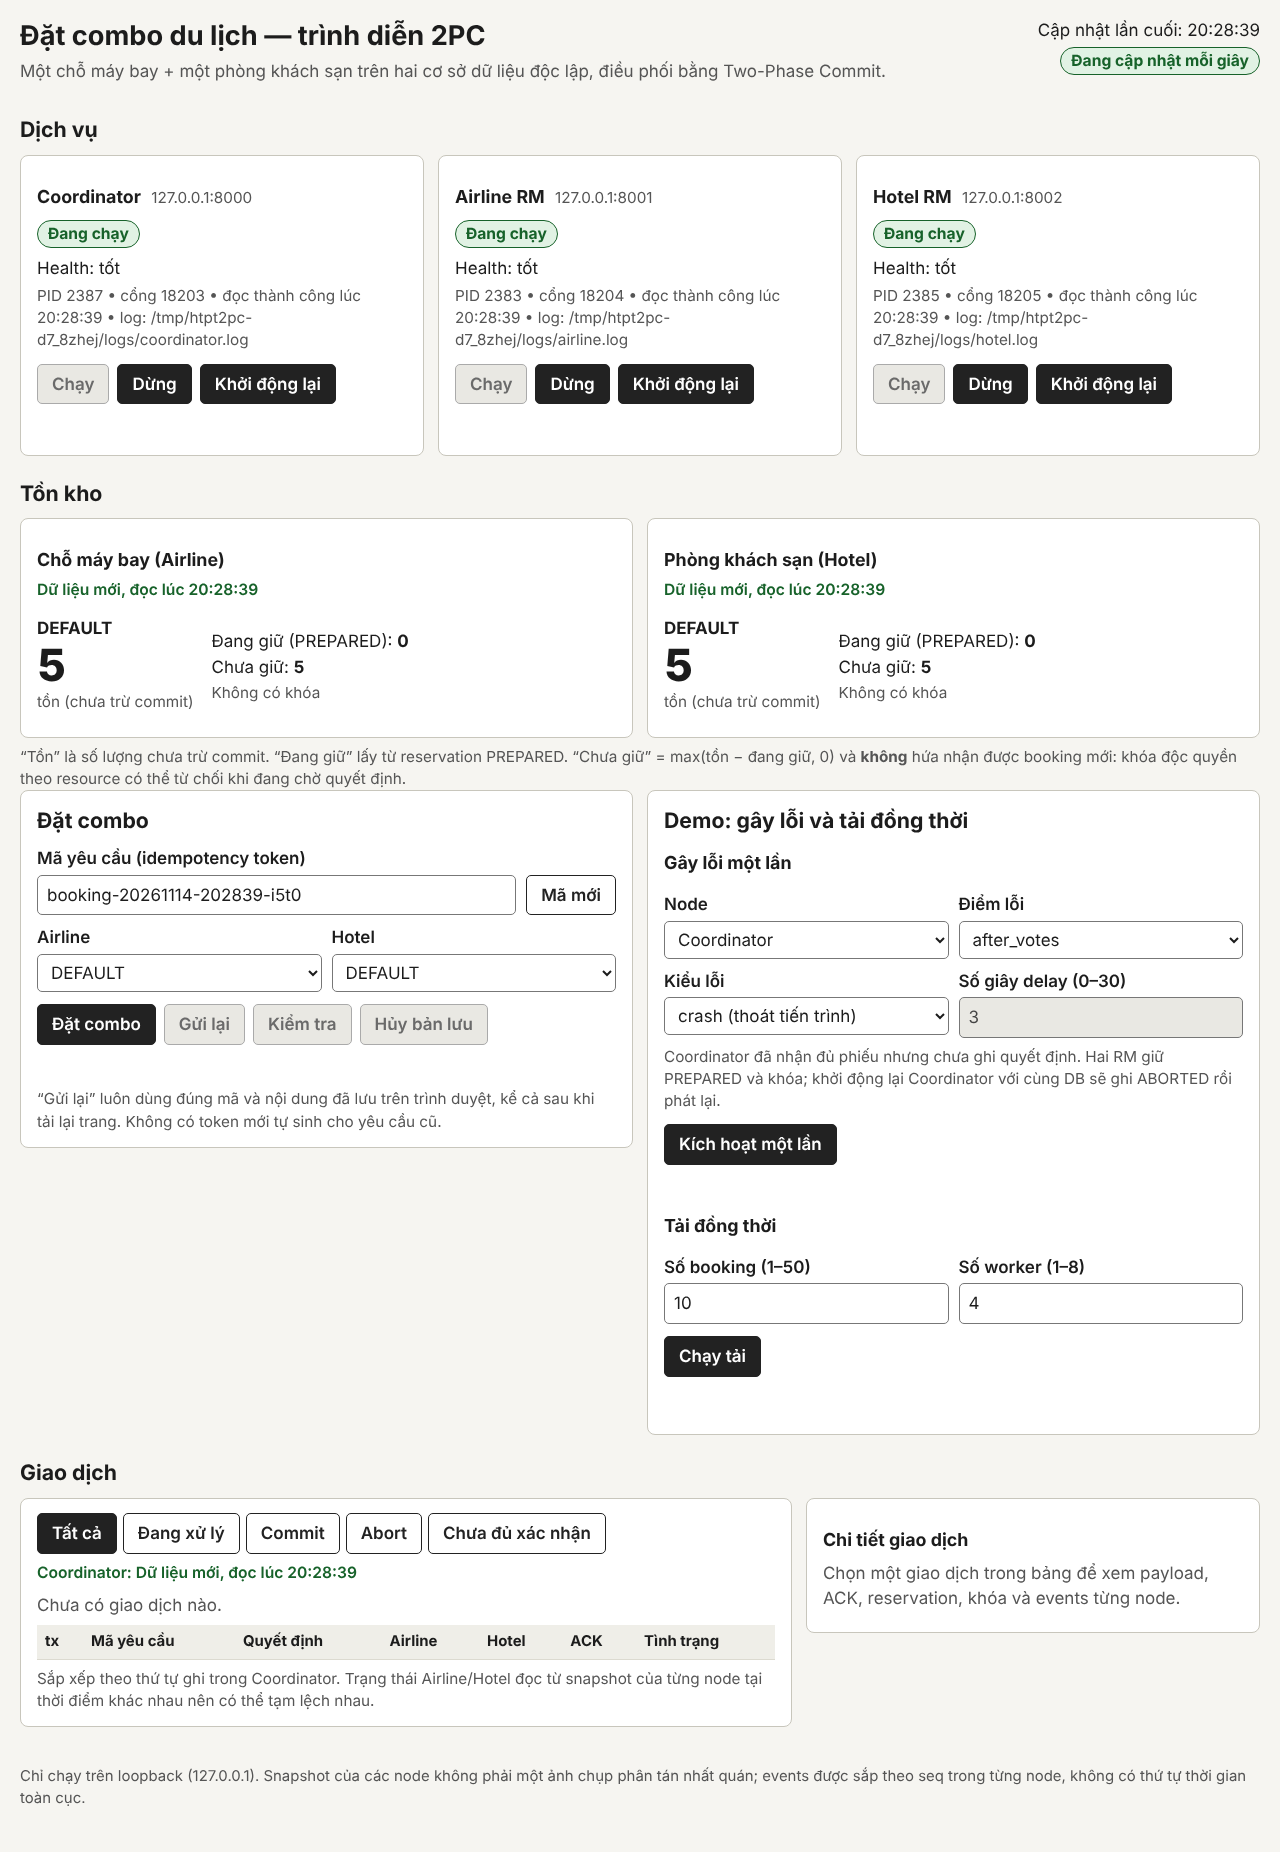 Đặt combo du lịch — trình diễn 2PC
Một chỗ máy bay + một phòng khách sạn trên hai cơ sở dữ liệu độc lập, điều phối bằng Two-Phase Commit.
Cập nhật lần cuối: 20:28:39
Đang cập nhật mỗi giây
Dịch vụ
Coordinator 127.0.0.1:8000
Đang chạy
Health: tốt
PID 2387 • cổng 18203 • đọc thành công lúc
20:28:39 • log: /tmp/htpt2pc-
d7_8zhej/logs/coordinator.log
Chạy Dừng Khởi động lại
Airline RM 127.0.0.1:8001
Đang chạy
Health: tốt
PID 2383 • cổng 18204 • đọc thành công lúc
20:28:39 • log: /tmp/htpt2pc-
d7_8zhej/logs/airline.log
Chạy Dừng Khởi động lại
Hotel RM 127.0.0.1:8002
Đang chạy
Health: tốt
PID 2385 • cổng 18205 • đọc thành công lúc
20:28:39 • log: /tmp/htpt2pc-
d7_8zhej/logs/hotel.log
Chạy Dừng Khởi động lại
Tồn kho
Chỗ máy bay (Airline)
Dữ liệu mới, đọc lúc 20:28:39
DEFAULT
5
tồn (chưa trừ commit)
Đang giữ (PREPARED): 0
Chưa giữ: 5
Không có khóa
Phòng khách sạn (Hotel)
Dữ liệu mới, đọc lúc 20:28:39
DEFAULT
5
tồn (chưa trừ commit)
Đang giữ (PREPARED): 0
Chưa giữ: 5
Không có khóa
“Tồn” là số lượng chưa trừ commit. “Đang giữ” lấy từ reservation PREPARED. “Chưa giữ” = max(tồn − đang giữ, 0) và không hứa nhận được booking mới: khóa độc quyền
theo resource có thể từ chối khi đang chờ quyết định.
Đặt combo
Mã yêu cầu (idempotency token)
booking-20261114-202839-i5t0 Mã mới
Airline Hotel
DEFAULT DEFAULT
Đặt combo Gửi lại Kiểm tra Hủy bản lưu
“Gửi lại” luôn dùng đúng mã và nội dung đã lưu trên trình duyệt, kể cả sau khi
tải lại trang. Không có token mới tự sinh cho yêu cầu cũ.
Demo: gây lỗi và tải đồng thời
Gây lỗi một lần
Node Điểm lỗi
Coordinator after_votes
Kiểu lỗi Số giây delay (0–30)
crash (thoát tiến trình) 3
Coordinator đã nhận đủ phiếu nhưng chưa ghi quyết định. Hai RM giữ
PREPARED và khóa; khởi động lại Coordinator với cùng DB sẽ ghi ABORTED rồi
phát lại.
Kích hoạt một lần
Tải đồng thời
Số booking (1–50) Số worker (1–8)
10 4
Chạy tải
Giao dịch
Tất cả Đang xử lý Commit Abort Chưa đủ xác nhận
Coordinator: Dữ liệu mới, đọc lúc 20:28:39
Chưa có giao dịch nào.
tx Mã yêu cầu Quyết định Airline Hotel ACK Tình trạng
Sắp xếp theo thứ tự ghi trong Coordinator. Trạng thái Airline/Hotel đọc từ snapshot của từng node tại
thời điểm khác nhau nên có thể tạm lệch nhau.
Chi tiết giao dịch
Chọn một giao dịch trong bảng để xem payload,
ACK, reservation, khóa và events từng node.
Chỉ chạy trên loopback (127.0.0.1). Snapshot của các node không phải một ảnh chụp phân tán nhất quán; events được sắp theo seq trong từng node, không có thứ tự thời gian
toàn cục.